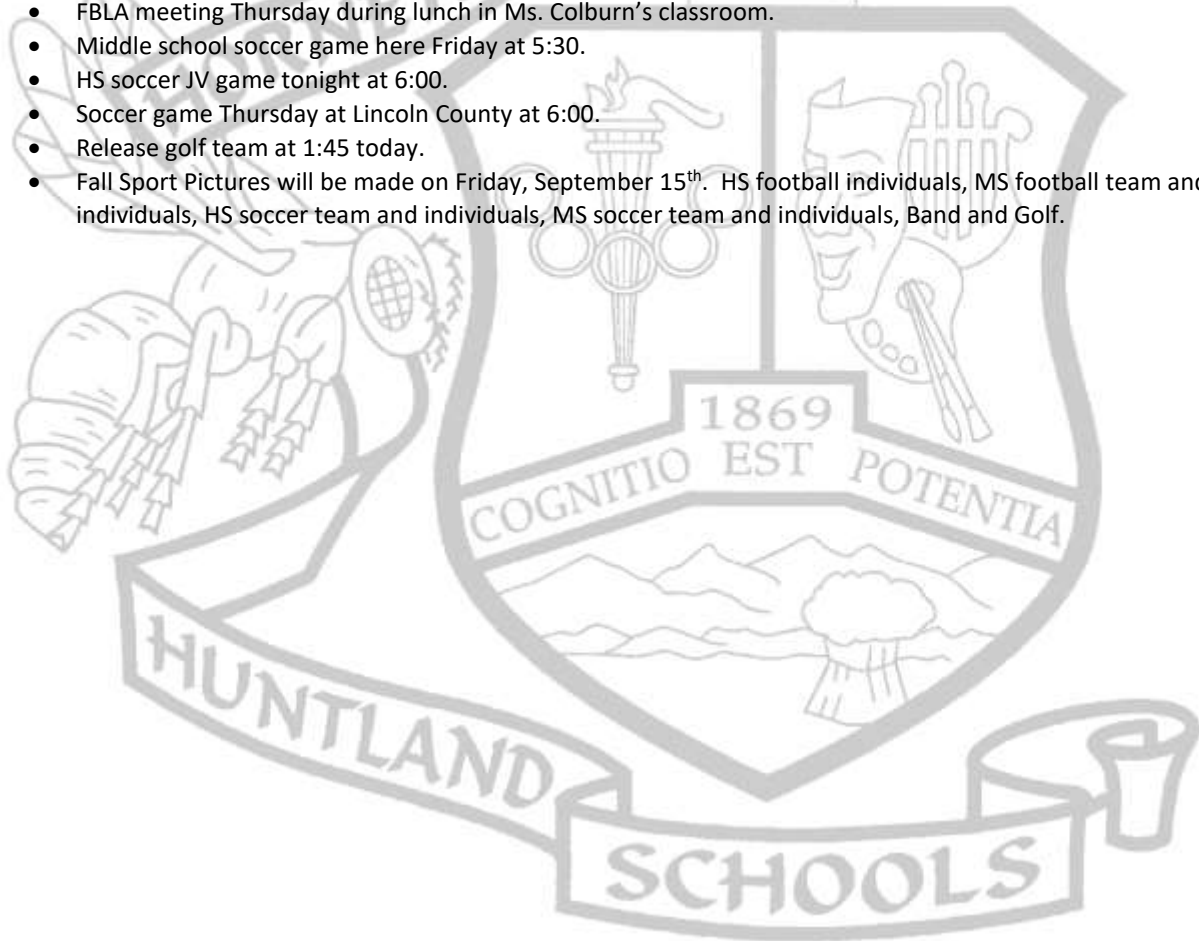 • FBLA meeting Thursday during lunch in Ms. Colburn’s classroom.
• Middle school soccer game here Friday at 5:30.
• HS soccer JV game tonight at 6:00.
• Soccer game Thursday at Lincoln County at 6:00.
• Release golf team at 1:45 today.
• Fall Sport Pictures will be made on Friday, September 15th.  HS football individuals, MS football team and
individuals, HS soccer team and individuals, MS soccer team and individuals, Band and Golf.
1869
COGNITIO EST POTENTIA
HUNTLAND
SCHOOLS